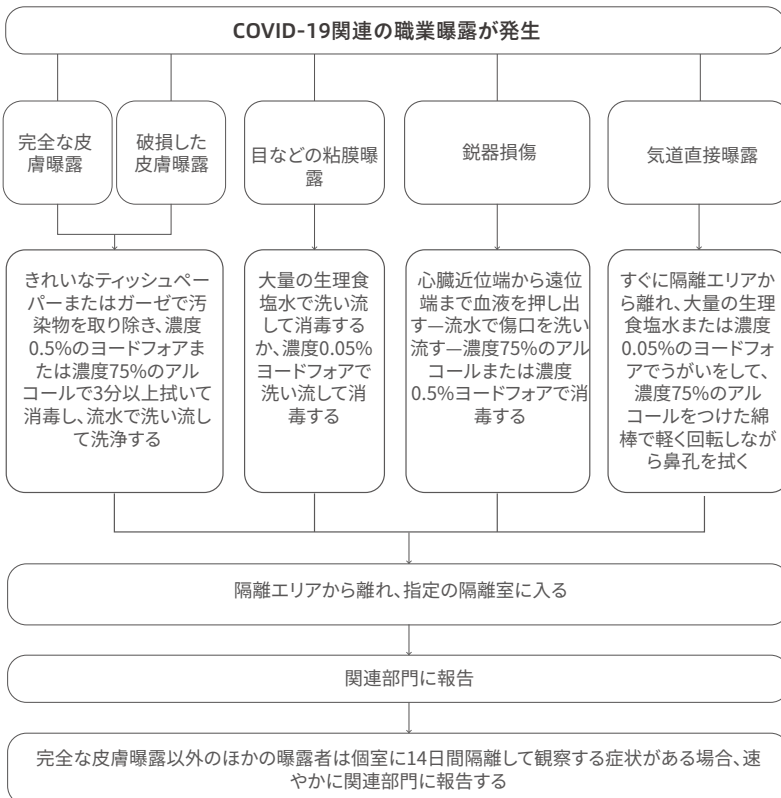 COVID-19関連の職業曝露が発生
完全な皮
膚曝露
破損した
皮膚曝露
目などの粘膜曝
露
鋭器損傷
気道直接曝露
きれいなティッシュペー
パーまたはガーゼで汚
染物を取り除き、濃度
0.5%のヨードフォアま
たは濃度75%のアル
コールで3分以上拭いて
消毒し、流水で洗い流し
て洗浄する
大量の生理食
塩水で洗い流
して消毒する
か、濃度0.05%
ヨードフォアで
洗い流して消
毒する
心臓近位端から遠位
端まで血液を押し出
す—流水で傷口を洗い
流す—濃度75%のアル
コールまたは濃度
0.5%ヨードフォアで消
毒する
すぐに隔離エリアか
ら離れ、大量の生理
食塩水または濃度
0.05%のヨードフォ
アでうがいをして、
濃度75%のアル
コールをつけた綿
棒で軽く回転しなが
ら鼻孔を拭く
隔離エリアから離れ、指定の隔離室に入る
関連部門に報告
完全な皮膚曝露以外のほかの曝露者は個室に14日間隔離して観察する症状がある場合、速
やかに関連部門に報告する